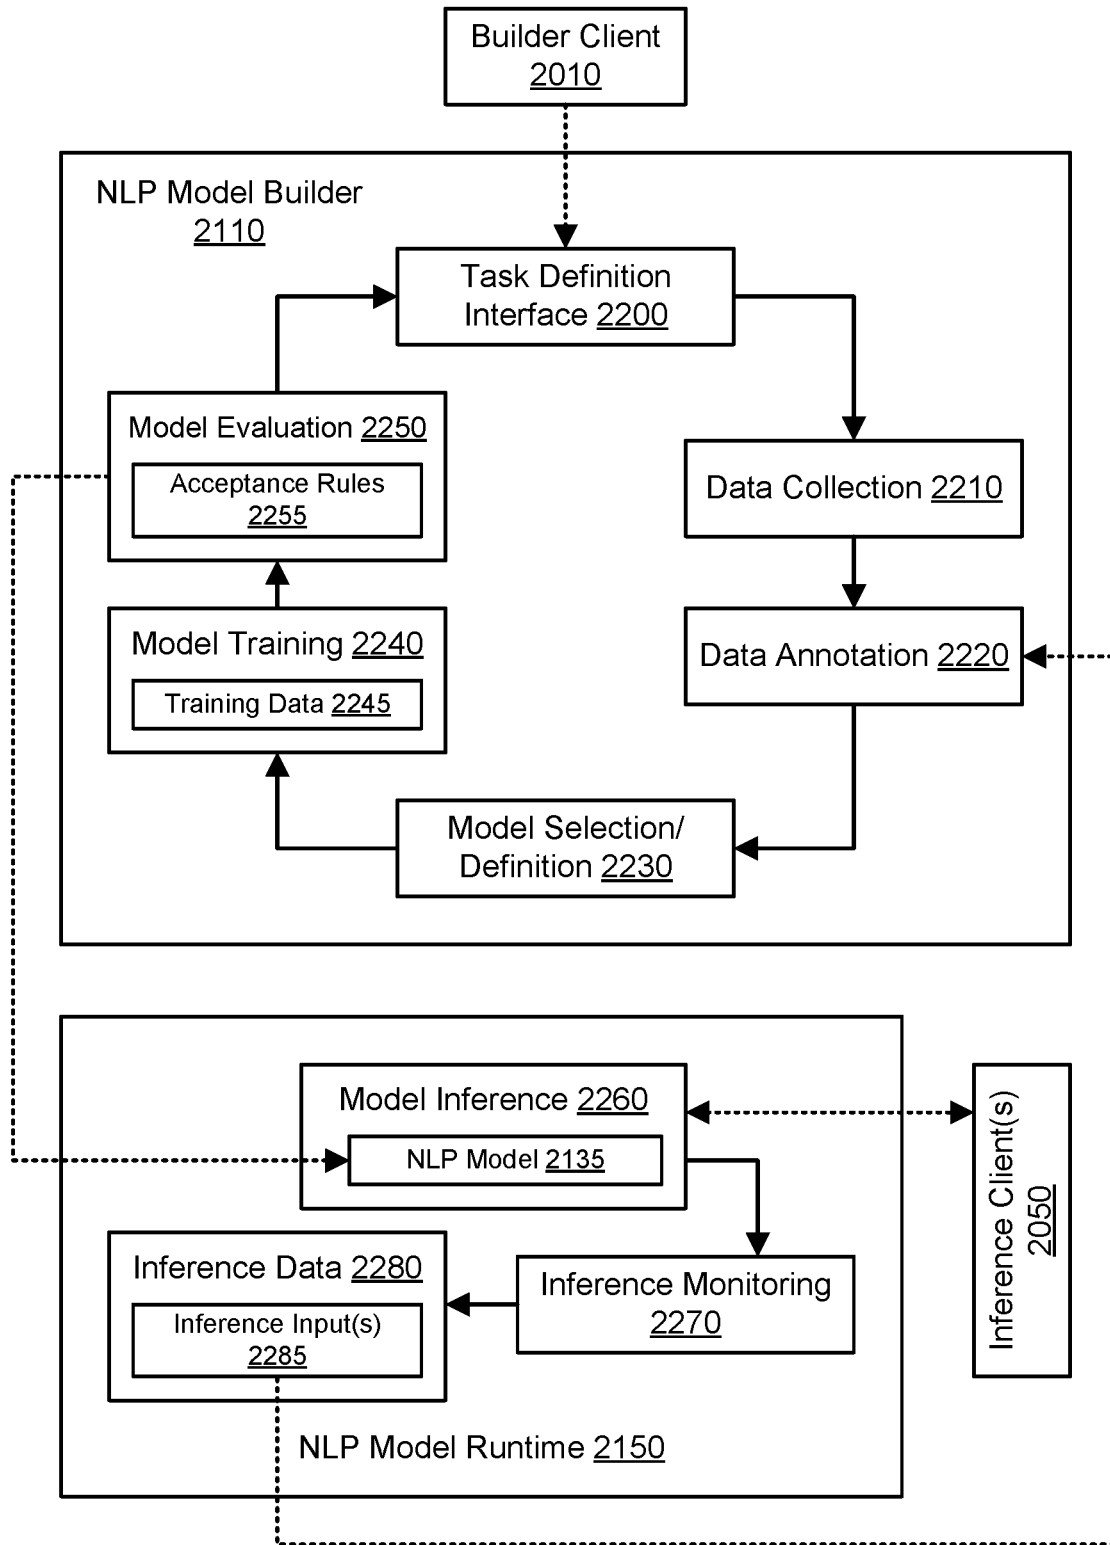 Builder Client
2010
NLP Model Builder
2110
Task Definition
Interface 2200
Model Evaluation 2250
Acceptance Rules
2255
Data Collection 2210
Model Training 2240
Training Data 2245
Data Annotation 2220
Model Selection/
Definition 2230
Model Inference 2260
NLP Model 2135
Inference Client(s)
2050
Inference Data 2280
Inference Input(s)
2285
Inference Monitoring
2270
NLP Model Runtime 2150